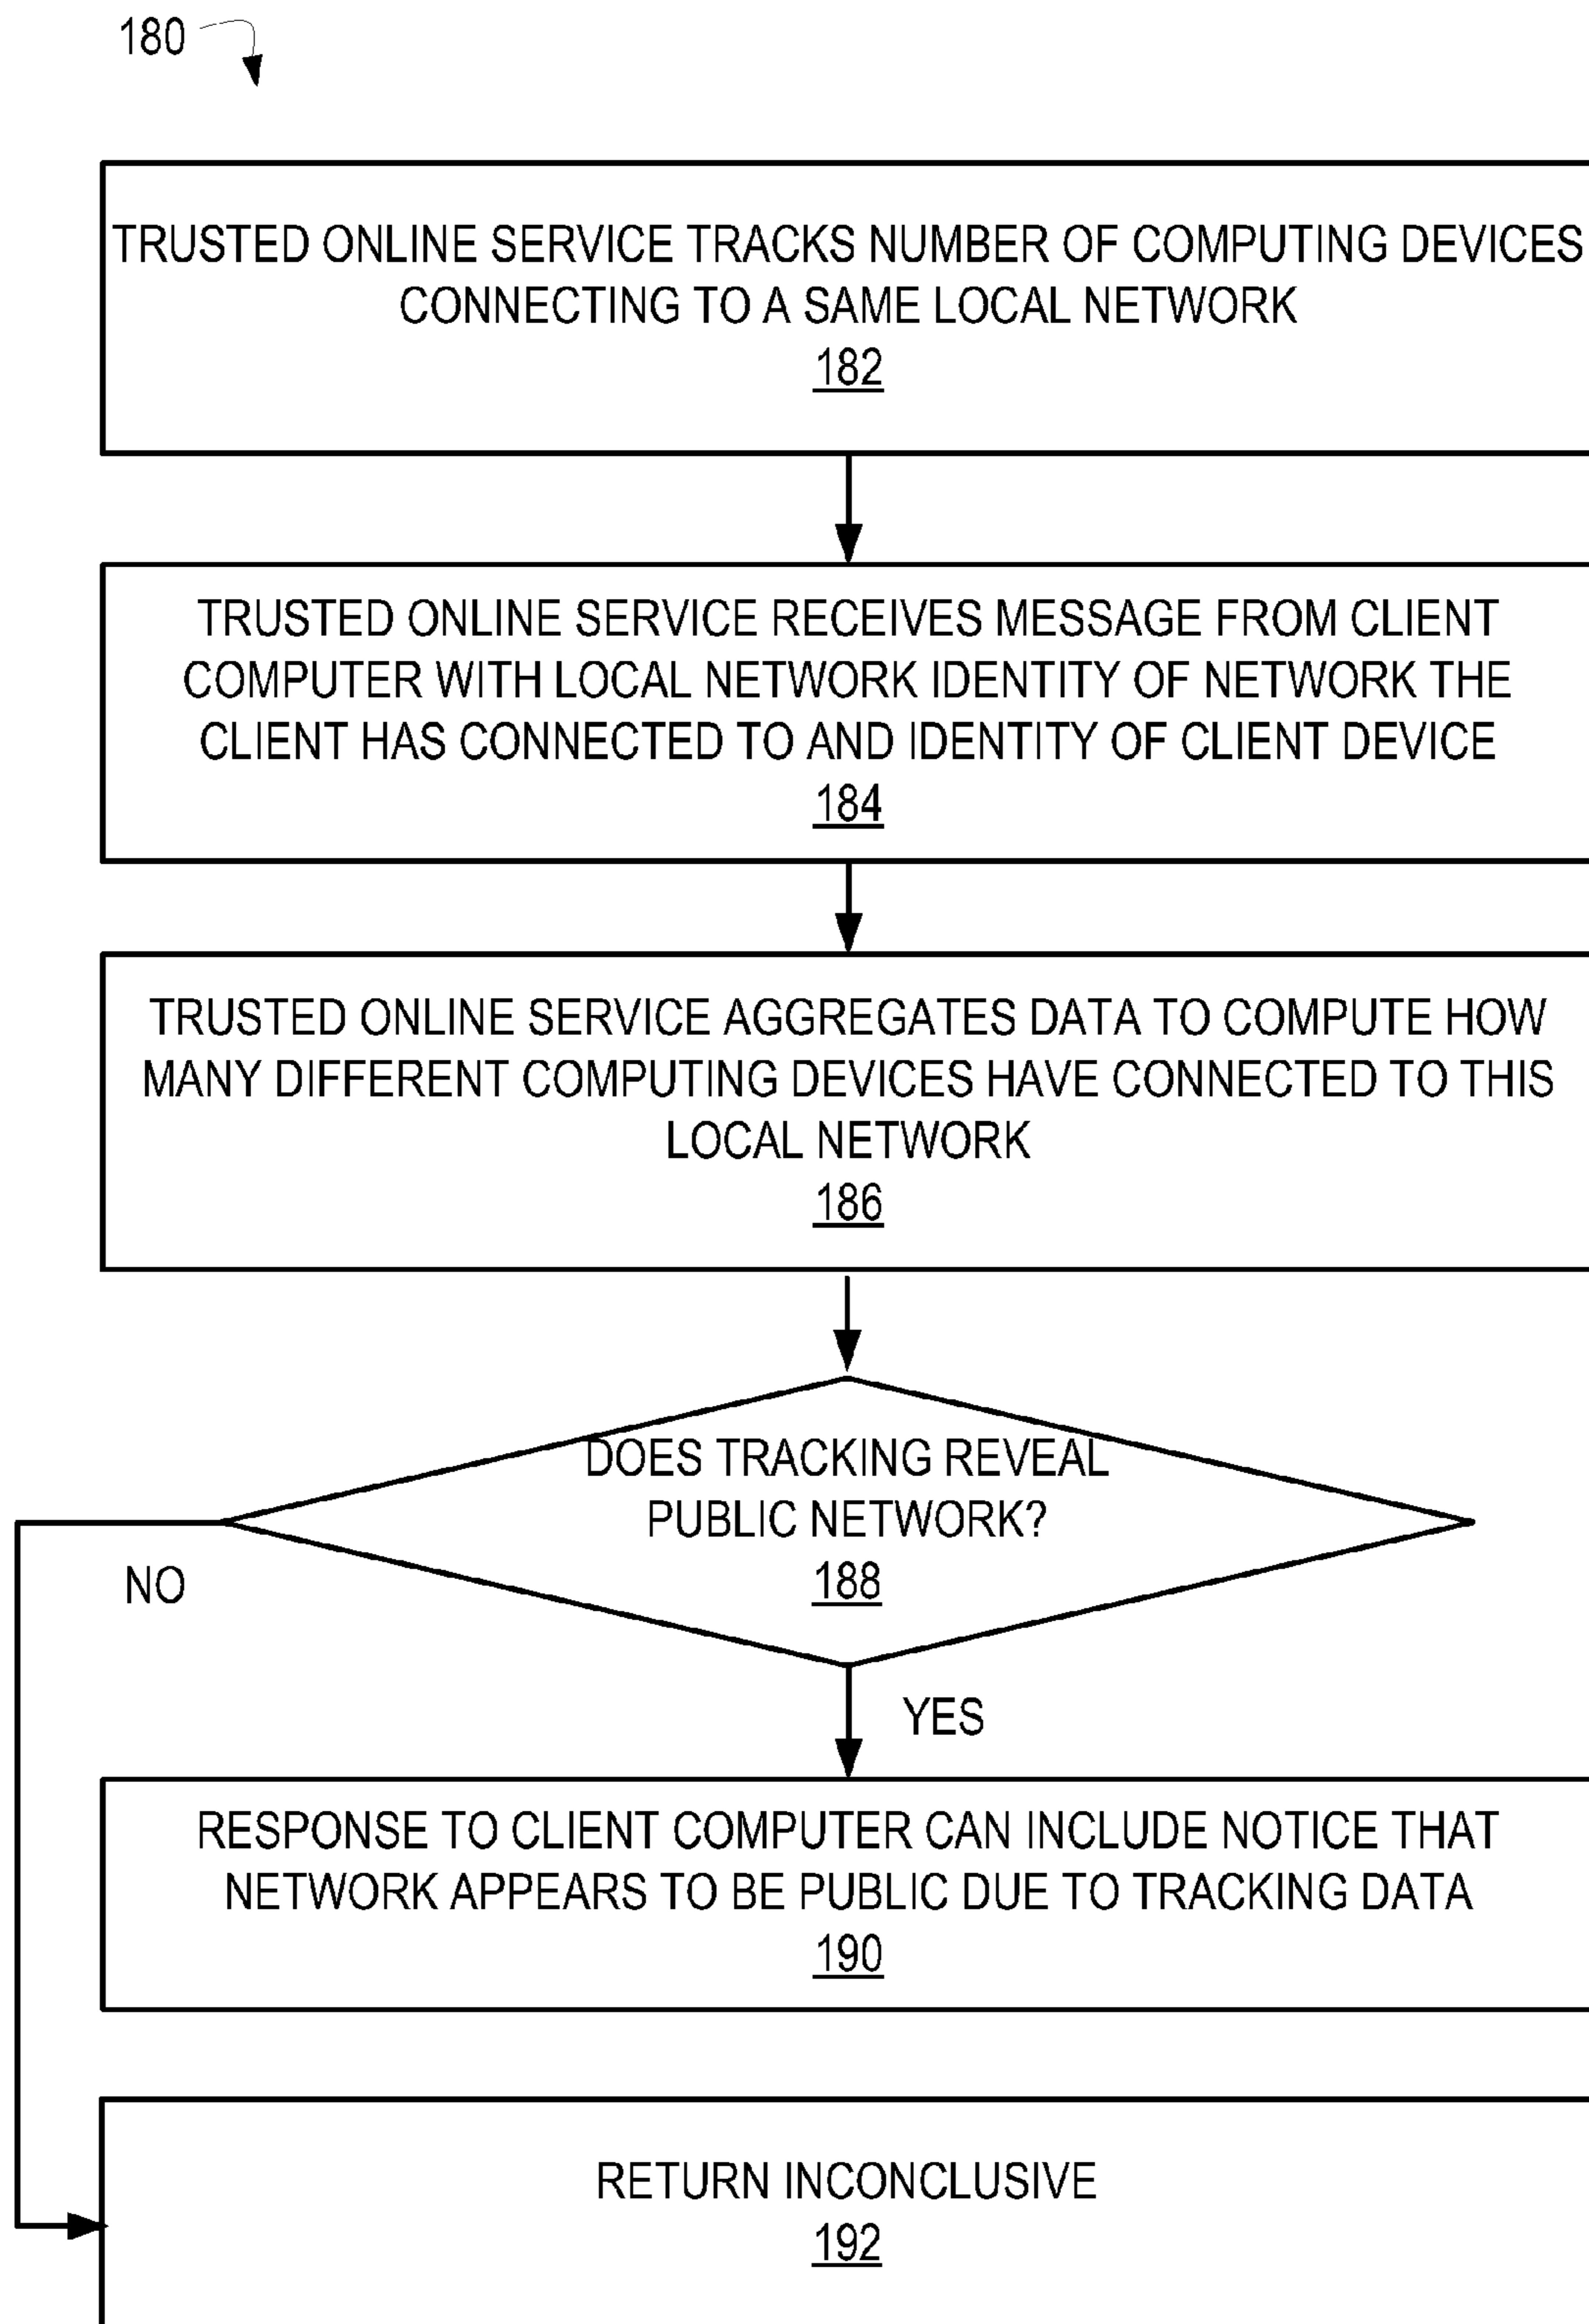 180
TRUSTED ONLINE SERVICE TRACKS NUMBER OF COMPUTING DEVICES
CONNECTING TO A SAME LOCAL NETWORK
182
TRUSTED ONLINE SERVICE RECEIVES MESSAGE FROM CLIENT
COMPUTER WITH LOCAL NETWORK IDENTITY OF NETWORK THE
CLIENT HAS CONNECTED TO AND IDENTITY OF CLIENT DEVICE
184
TRUSTED ONLINE SERVICE AGGREGATES DATA TO COMPUTE HOW
MANY DIFFERENT COMPUTING DEVICES HAVE CONNECTED TO THIS
LOCAL NETWORK
186
DOES TRACKING REVEAL
PUBLIC NETWORK?
188
NO
YES
RESPONSE TO CLIENT COMPUTER CAN INCLUDE NOTICE THAT
NETWORK APPEARS TO BE PUBLIC DUE TO TRACKING DATA
190
RETURN INCONCLUSIVE
192